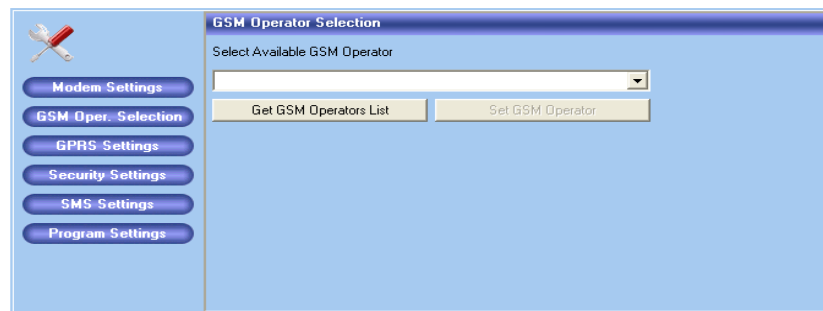 GSM Operator Selection
Select Available GSM Operator
Get GSM Operators List
Set GSM Operator
Modem Settings
GSM Oper. Selection
GPRS Settings
Security Settings
SMS Settings
Program Settings